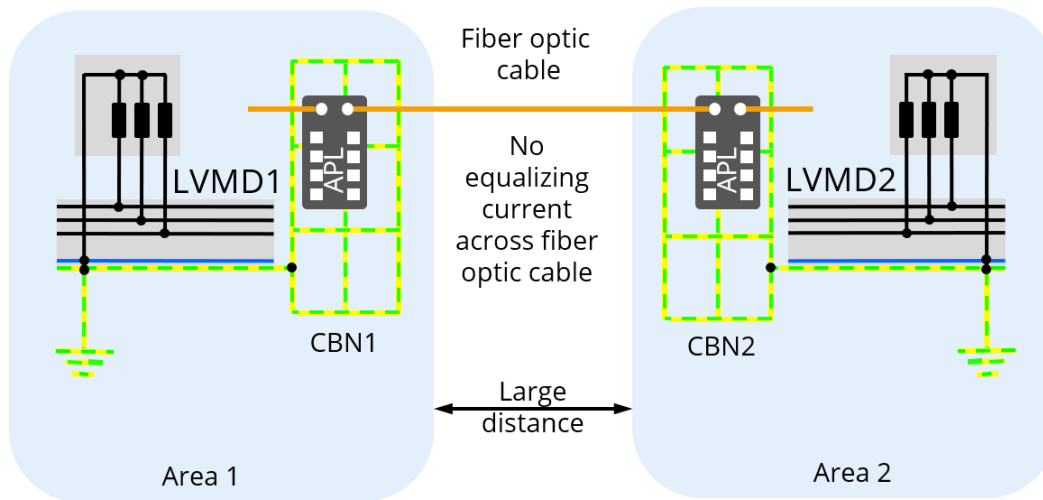 Fiber optic
cable
No
equalizing
current
across fiber
optic cable
LVMD1
APL
CBN1
Area 1
Large
distance
LVMD2
APL
CBN2
Area 2